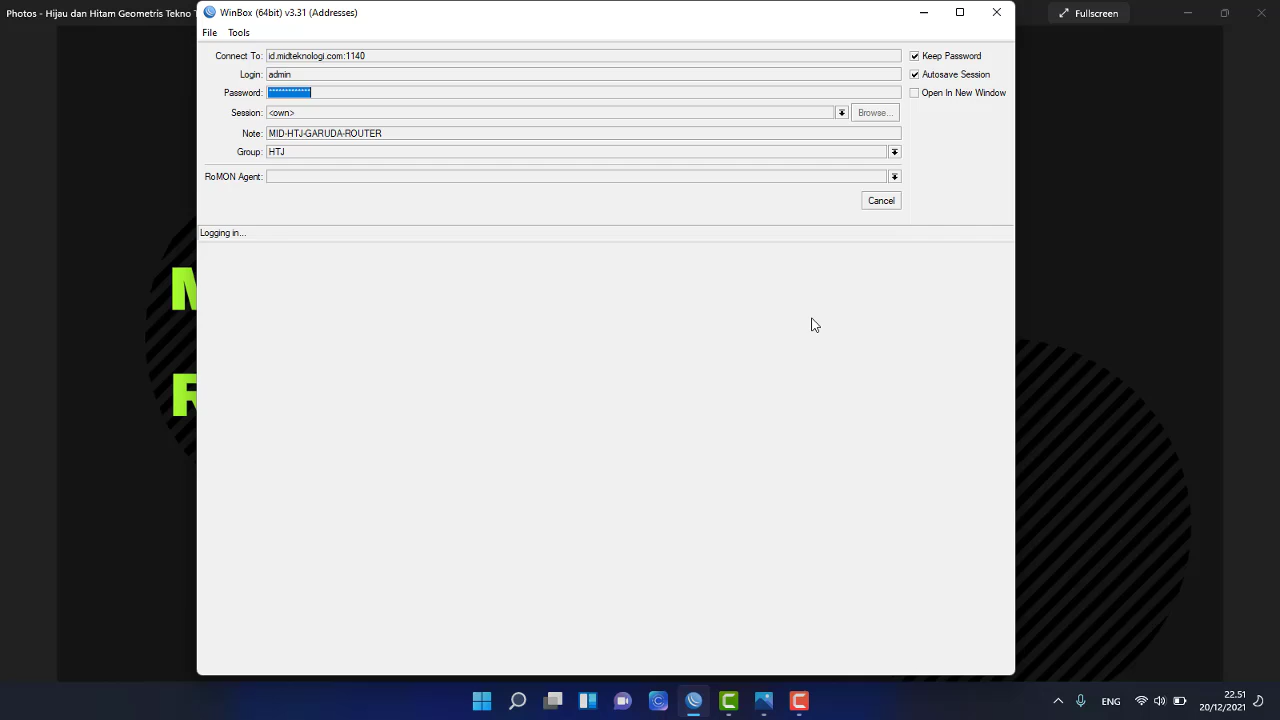 Photos - Hijau dan Hitam Geometris Tekno T
WinBox (64bit) v3.31 (Addresses)
Fullscreen
File Tools
Connect To: id.midteknologi.com:1140
Keep Password
Login: admin
Autosave Session
Password: *************
Open In New Window
Session: <own>
Browse...
Note: MID-HTJ-GARUDA-ROUTER
Group: HTJ
RoMON Agent:
Cancel
Logging in...
M
R
ENG
22.51
20/12/2021